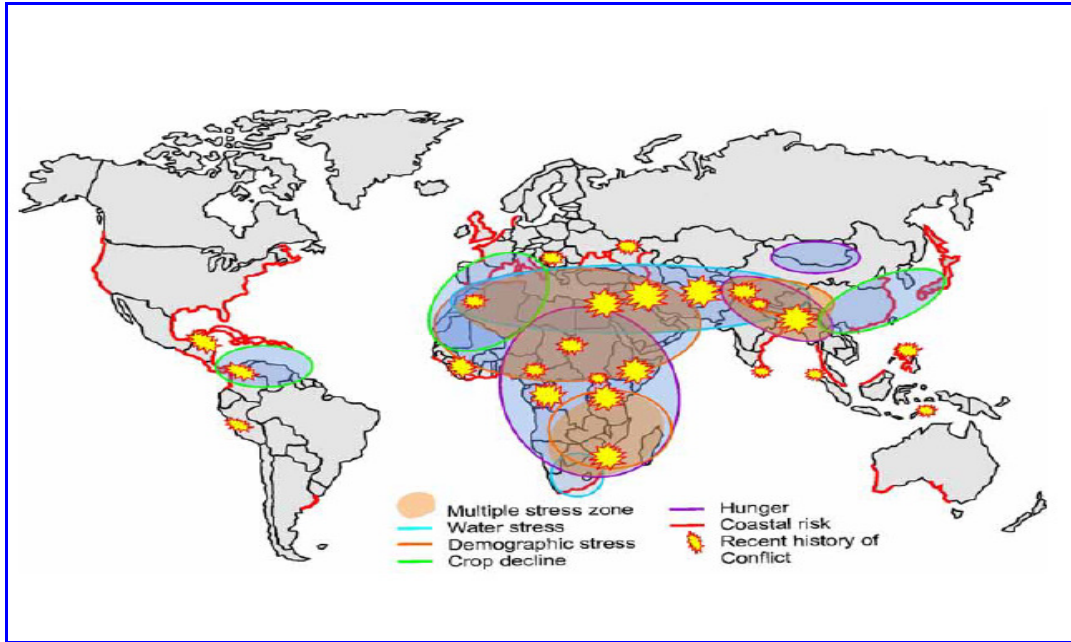 Multiple stress zone
Water stress
Demographic stress
Crop decline
Hunger
Coastal risk
Recent history of
Conflict